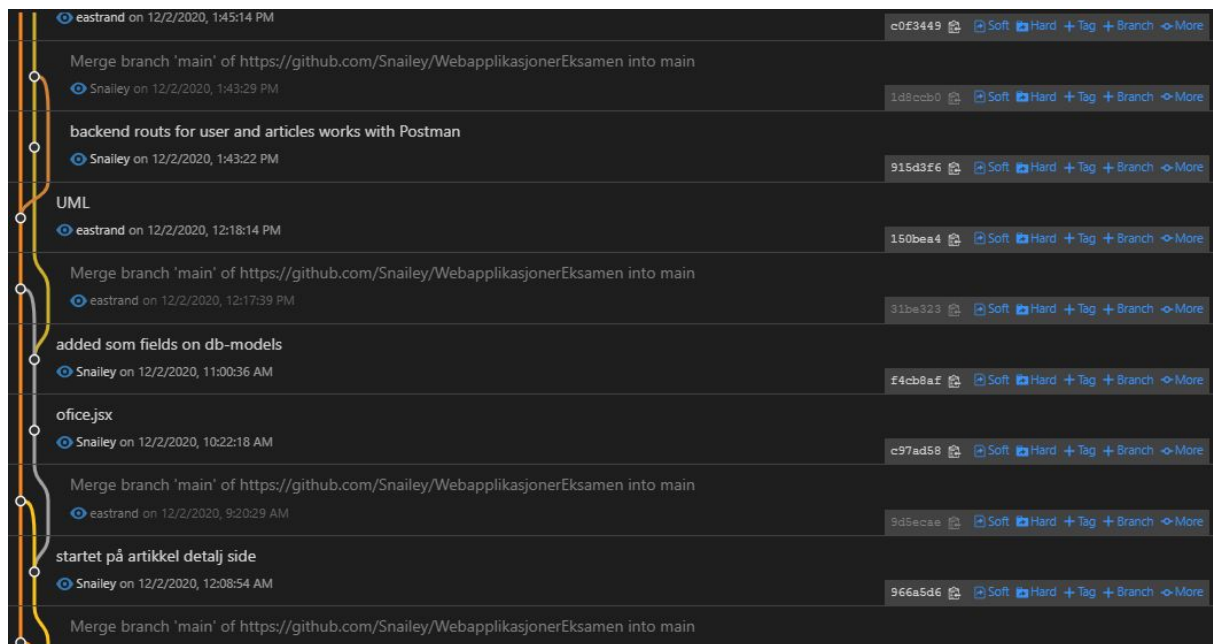 eastrand on 12/2/2020, 1:45:14 PM
c0f3449 Soft Hard + Tag + Branch More
Merge branch 'main' of https://github.com/Snailey/WebapplikasjonerEksamen into main
Snailey on 12/2/2020, 1:43:29 PM
1d8ccb0 Soft Hard + Tag + Branch More
backend routs for user and articles works with Postman
Snailey on 12/2/2020, 1:43:22 PM
915d3f6 Soft Hard + Tag + Branch More
UML
eastrand on 12/2/2020, 12:18:14 PM
150bea4 Soft Hard + Tag + Branch More
Merge branch 'main' of https://github.com/Snailey/WebapplikasjonerEksamen into main
eastrand on 12/2/2020, 12:17:39 PM
31be323 Soft Hard + Tag + Branch More
added som fields on db-models
Snailey on 12/2/2020, 11:00:36 AM
f4cb8af Soft Hard + Tag + Branch More
ofice.jsx
Snailey on 12/2/2020, 10:22:18 AM
c97ad58 Soft Hard + Tag + Branch More
Merge branch 'main' of https://github.com/Snailey/WebapplikasjonerEksamen into main
eastrand on 12/2/2020, 9:20:29 AM
9d5ecae Soft Hard + Tag + Branch More
startet på artikkel detalj side
Snailey on 12/2/2020, 12:08:54 AM
966a5d6 Soft Hard + Tag + Branch More
Merge branch 'main' of https://github.com/Snailey/WebapplikasjonerEksamen into main